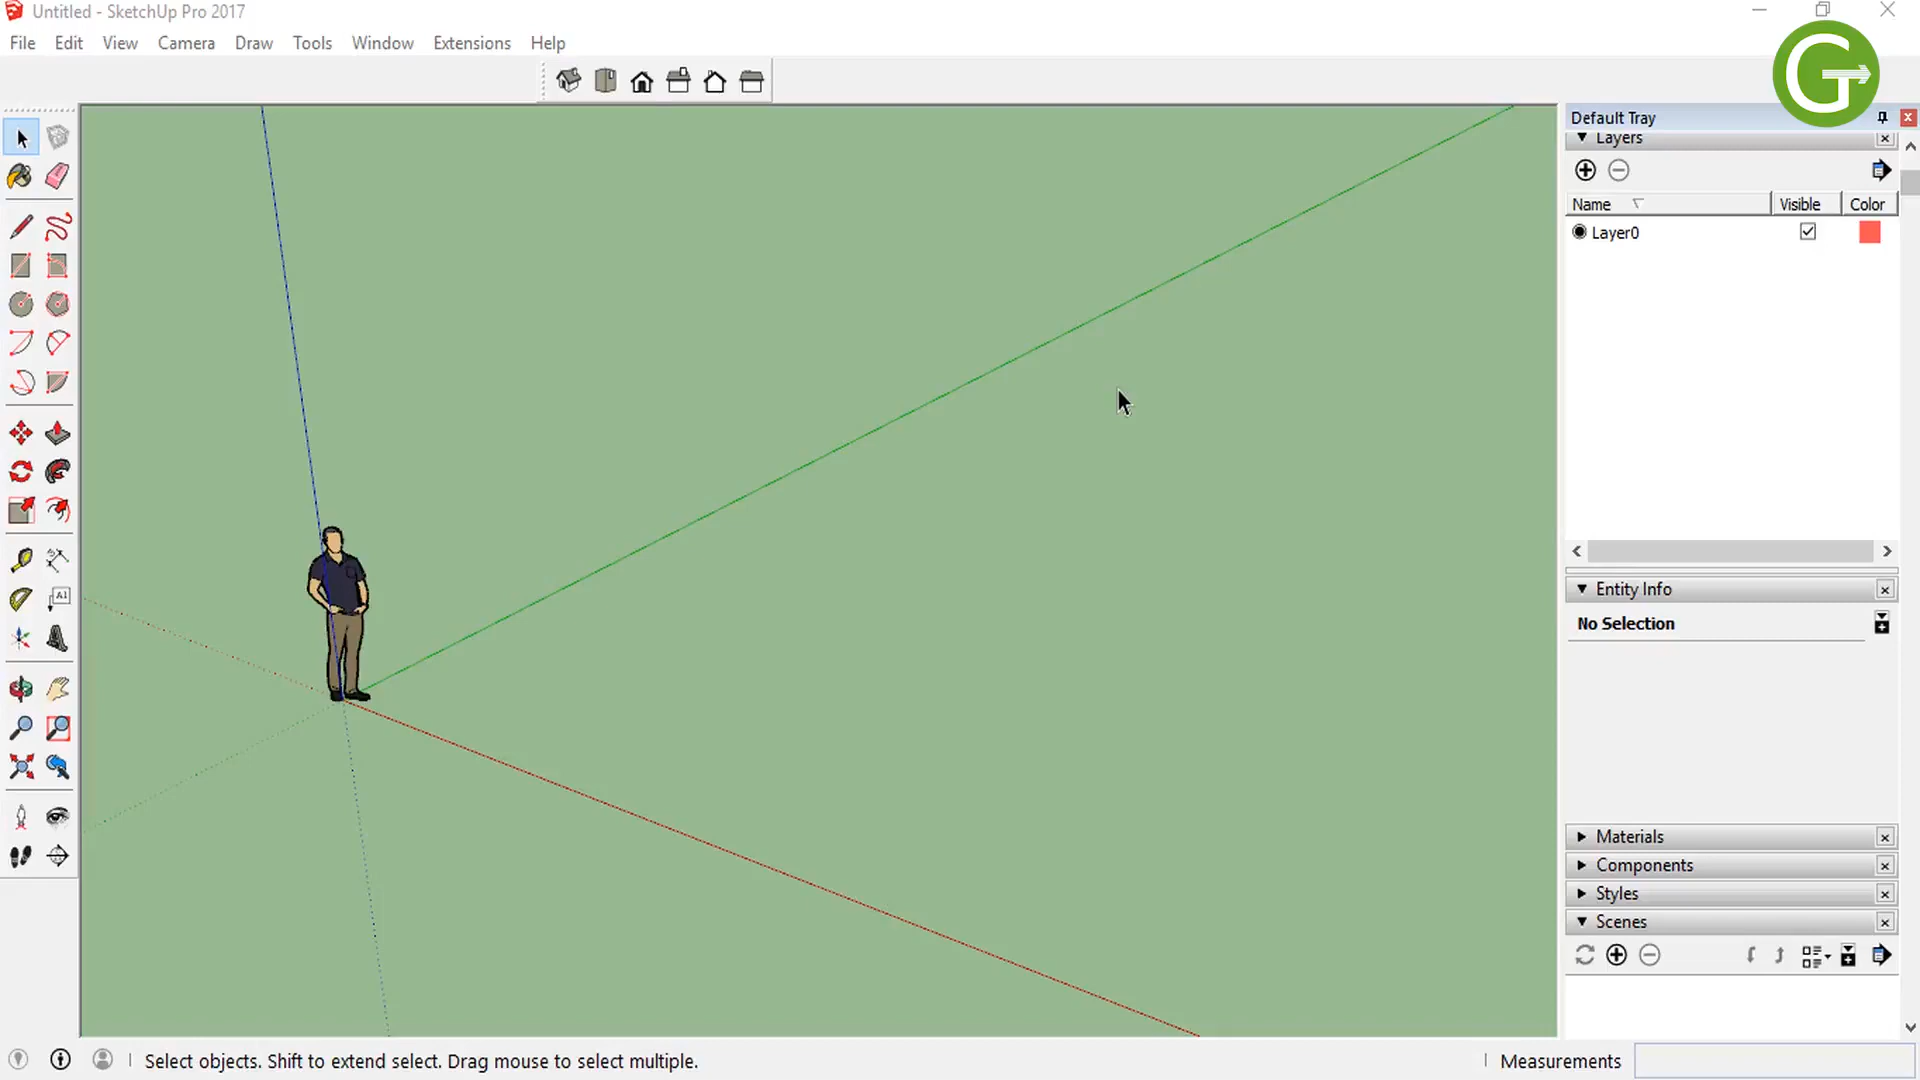 Untitled - SketchUp Pro 2017
File Edit View Camera Draw Tools Window Extensions Help
G
Default Tray
Layers
Name Visible Color
Layer0
Entity Info
No Selection
A1
Materials
Components
Styles
Scenes
Select objects. Shift to extend select. Drag mouse to select multiple.
Measurements